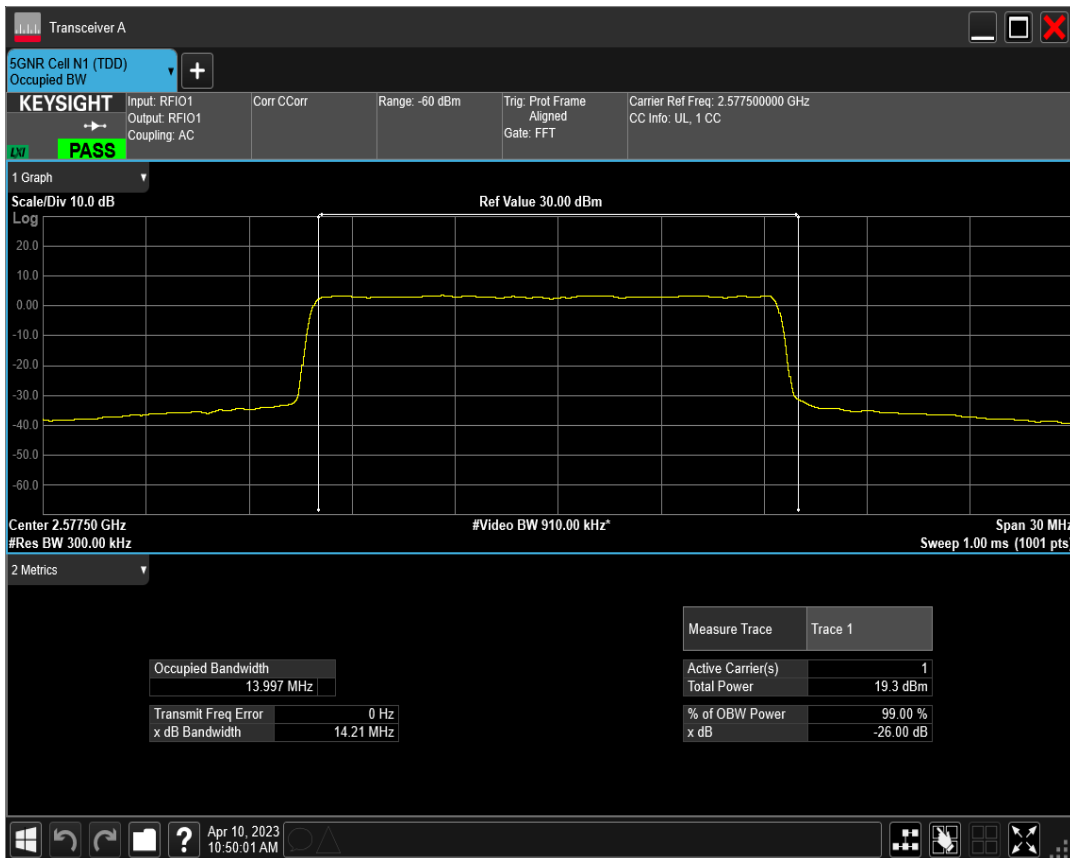 Transceiver A
5GNR Cell N1 (TDD)
Occupied BW
KEYSIGHT
LXI
PASS
Input: RFIO1
Output: RFIO1
Coupling: AC
Corr CCorr
Range: -60 dBm
Trig: Prot Frame
Aligned
Gate: FFT
Carrier Ref Freq: 2.577500000 GHz
CC Info: UL, 1 CC
1 Graph
Scale/Div 10.0 dB
Ref Value 30.00 dBm
Log
20.0
10.0
0.00
-10.0
-20.0
-30.0
-40.0
-50.0
-60.0
Center 2.57750 GHz
#Video BW 910.00 kHz*
Span 30 MHz
#Res BW 300.00 kHz
Sweep 1.00 ms (1001 pts)
2 Metrics
Measure Trace Trace 1
Occupied Bandwidth
13.997 MHz
Transmit Freq Error 0 Hz
x dB Bandwidth 14.21 MHz
Active Carrier(s) 1
Total Power 19.3 dBm
% of OBW Power 99.00 %
x dB -26.00 dB
?
Apr 10, 2023
10:50:01 AM